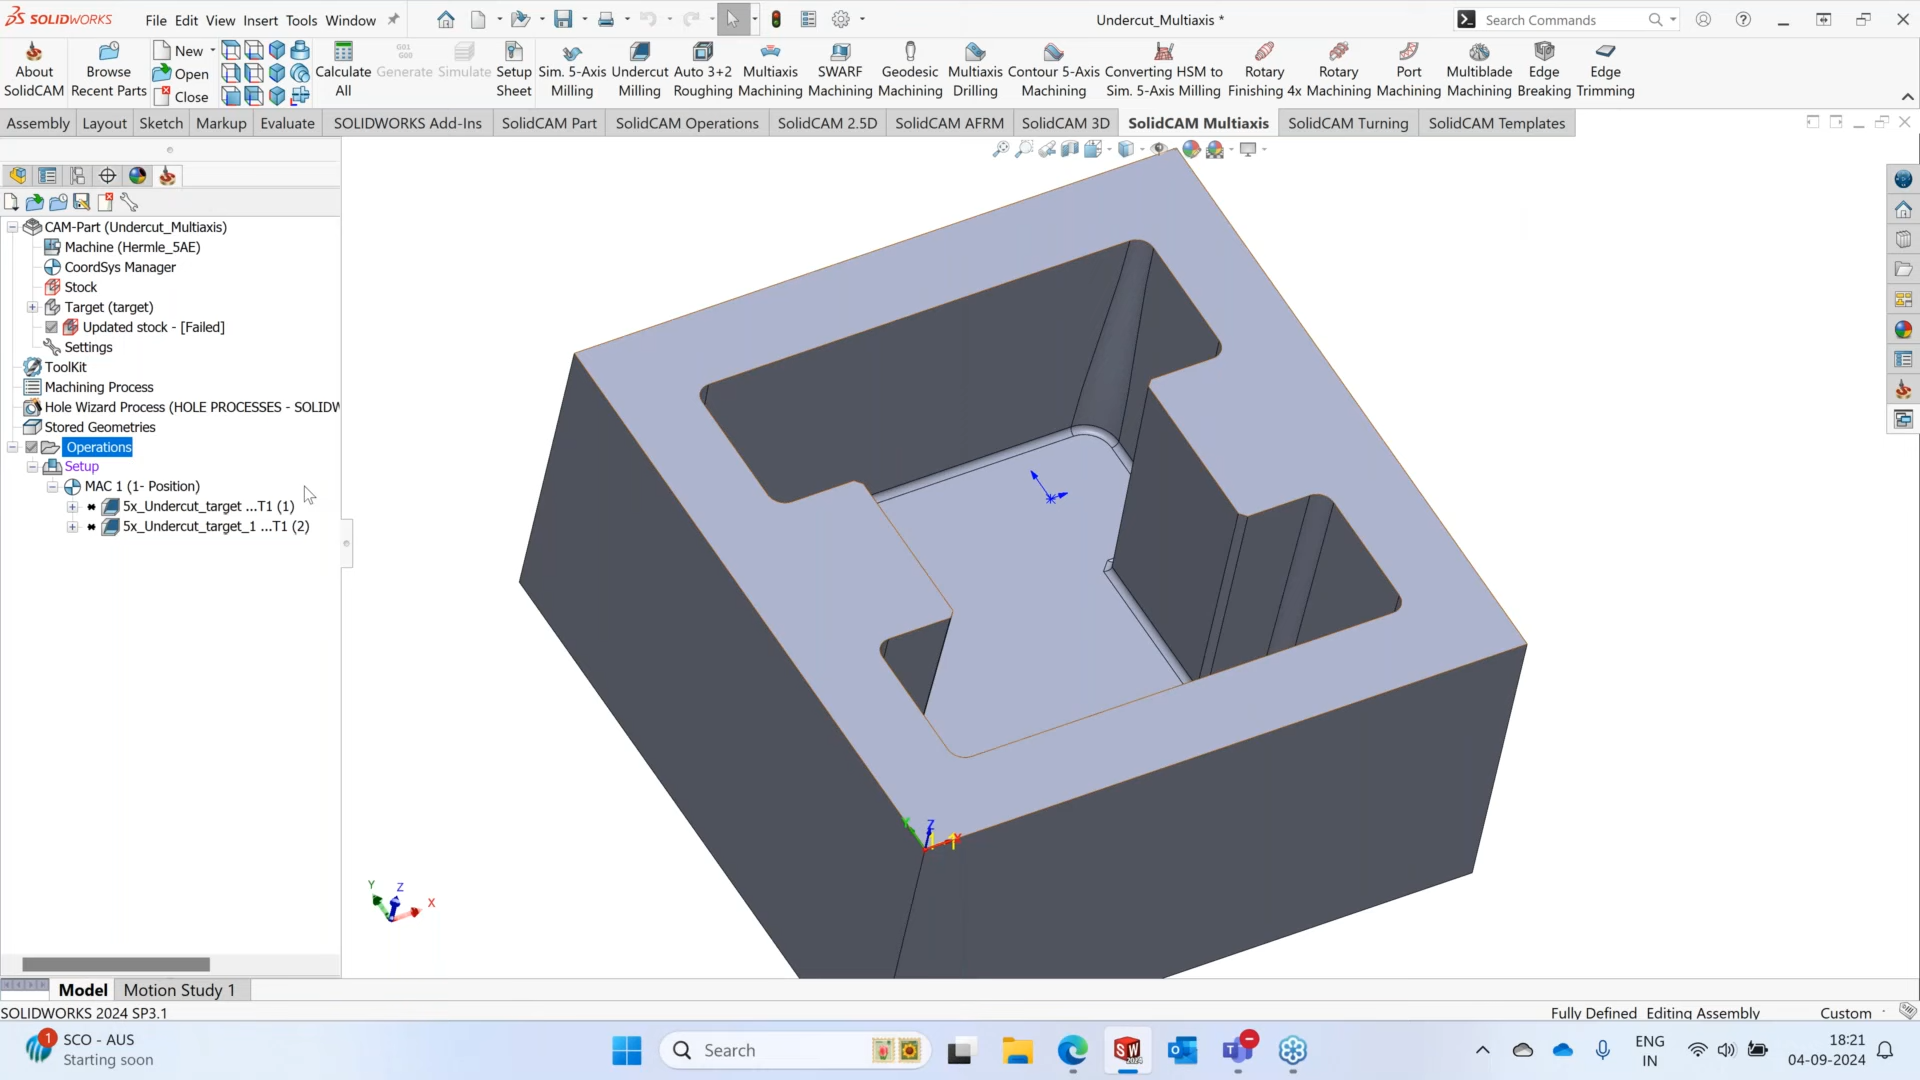 SOLIDWORKS
File Edit View Insert Tools Window
Undercut_Multiaxis *
Search Commands
About SolidCAM
Browse Recent Parts
New
Open
Close
Calculate All
G01
G00
Generate
Simulate
Setup Sheet
Sim. 5-Axis Milling
Undercut Milling
Auto 3+2 Roughing
Multiaxis Machining
SWARF Machining
Geodesic Machining
Multiaxis Drilling
Contour 5-Axis Machining
Converting HSM to Sim. 5-Axis Milling
Rotary Finishing 4x
Rotary Machining
Port Machining
Multiblade Machining
Edge Breaking
Edge Trimming
Assembly Layout Sketch Markup Evaluate SOLIDWORKS Add-Ins SolidCAM Part SolidCAM Operations SolidCAM 2.5D SolidCAM AFRM SolidCAM 3D SolidCAM Multiaxis SolidCAM Turning SolidCAM Templates
CAM-Part (Undercut_Multiaxis)
Machine (Hermle_5AE)
CoordSys Manager
Stock
Target (target)
Updated stock - [Failed]
Settings
ToolKit
Machining Process
Hole Wizard Process (HOLE PROCESSES - SOLIDW
Stored Geometries
Operations
Setup
MAC 1 (1- Position)
5x_Undercut_target ...T1 (1)
5x_Undercut_target_1 ...T1 (2)
Y Z X
Y Z X
Model Motion Study 1
SOLIDWORKS 2024 SP3.1
Fully Defined Editing Assembly Custom
1
SCO - AUS
Starting soon
Search
SW
2024
ENG
IN
18:21
04-09-2024